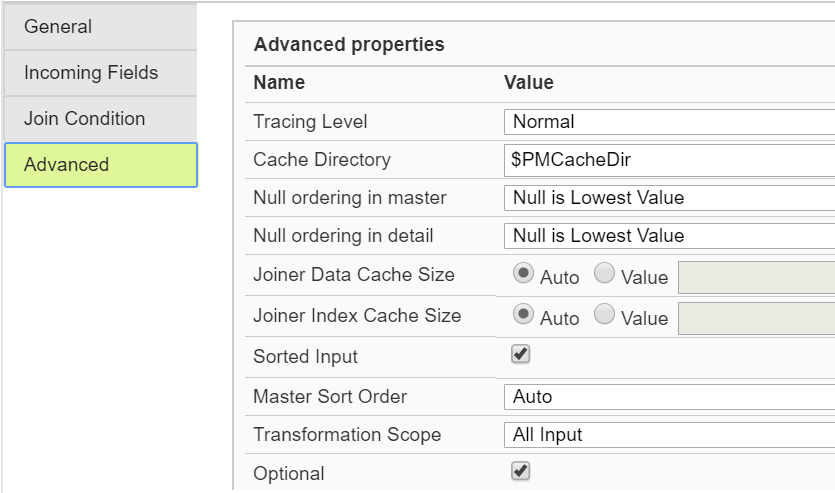 General
Incoming Fields
Join Condition
Advanced
Advanced properties
Name Value
Tracing Level Normal
Cache Directory $PMCacheDir
Null ordering in master Null is Lowest Value
Null ordering in detail Null is Lowest Value
Joiner Data Cache Size Auto Value
Joiner Index Cache Size Auto Value
Sorted Input
Master Sort Order Auto
Transformation Scope All Input
Optional